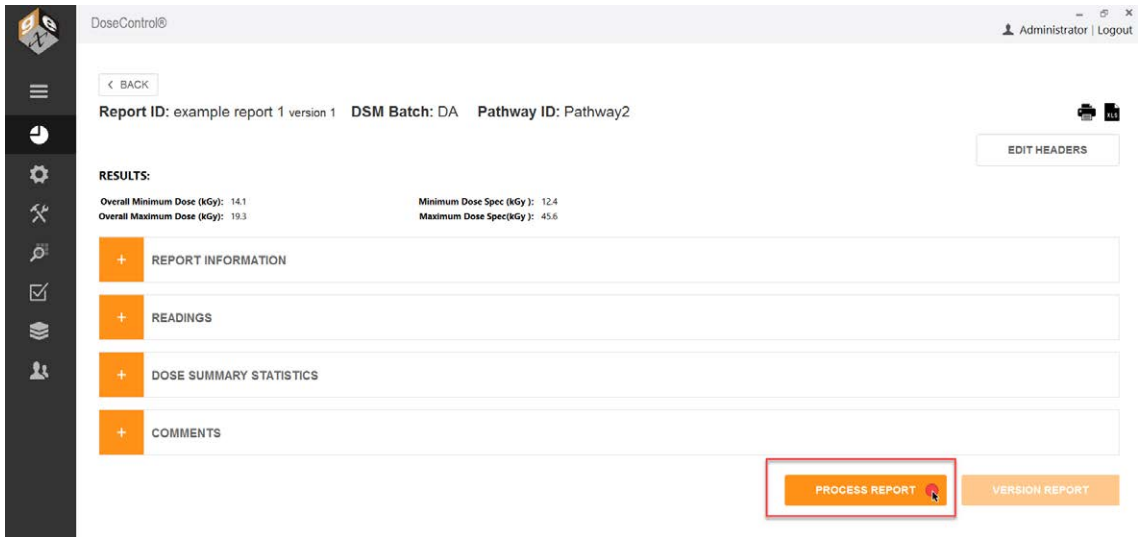 gex
DoseControl®
Administrator | Logout
< BACK
Report ID: example report 1 version 1 DSM Batch: DA Pathway ID: Pathway2
XLS
EDIT HEADERS
RESULTS:
Overall Minimum Dose (kGy): 14.1 Minimum Dose Spec (kGy ): 12.4
Overall Maximum Dose (kGy): 19.3 Maximum Dose Spec(kGy ): 45.6
+ REPORT INFORMATION
+ READINGS
+ DOSE SUMMARY STATISTICS
+ COMMENTS
PROCESS REPORT VERSION REPORT